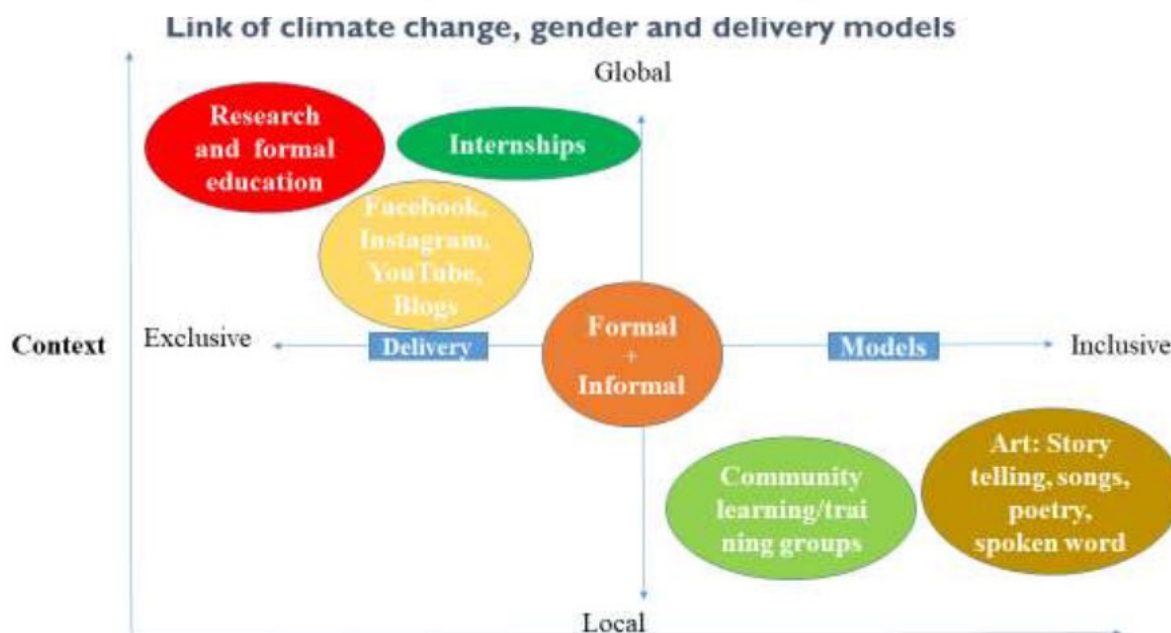 Link of climate change, gender and delivery models
Global
Research
and formal
education
Internships
Facebook,
Instagram,
YouTube,
Blogs
Context
Exclusive
Delivery
Formal
+
Informal
Models
Inclusive
Community
learning/trai
ning groups
Art: Story
telling, songs,
poetry,
spoken word
Local